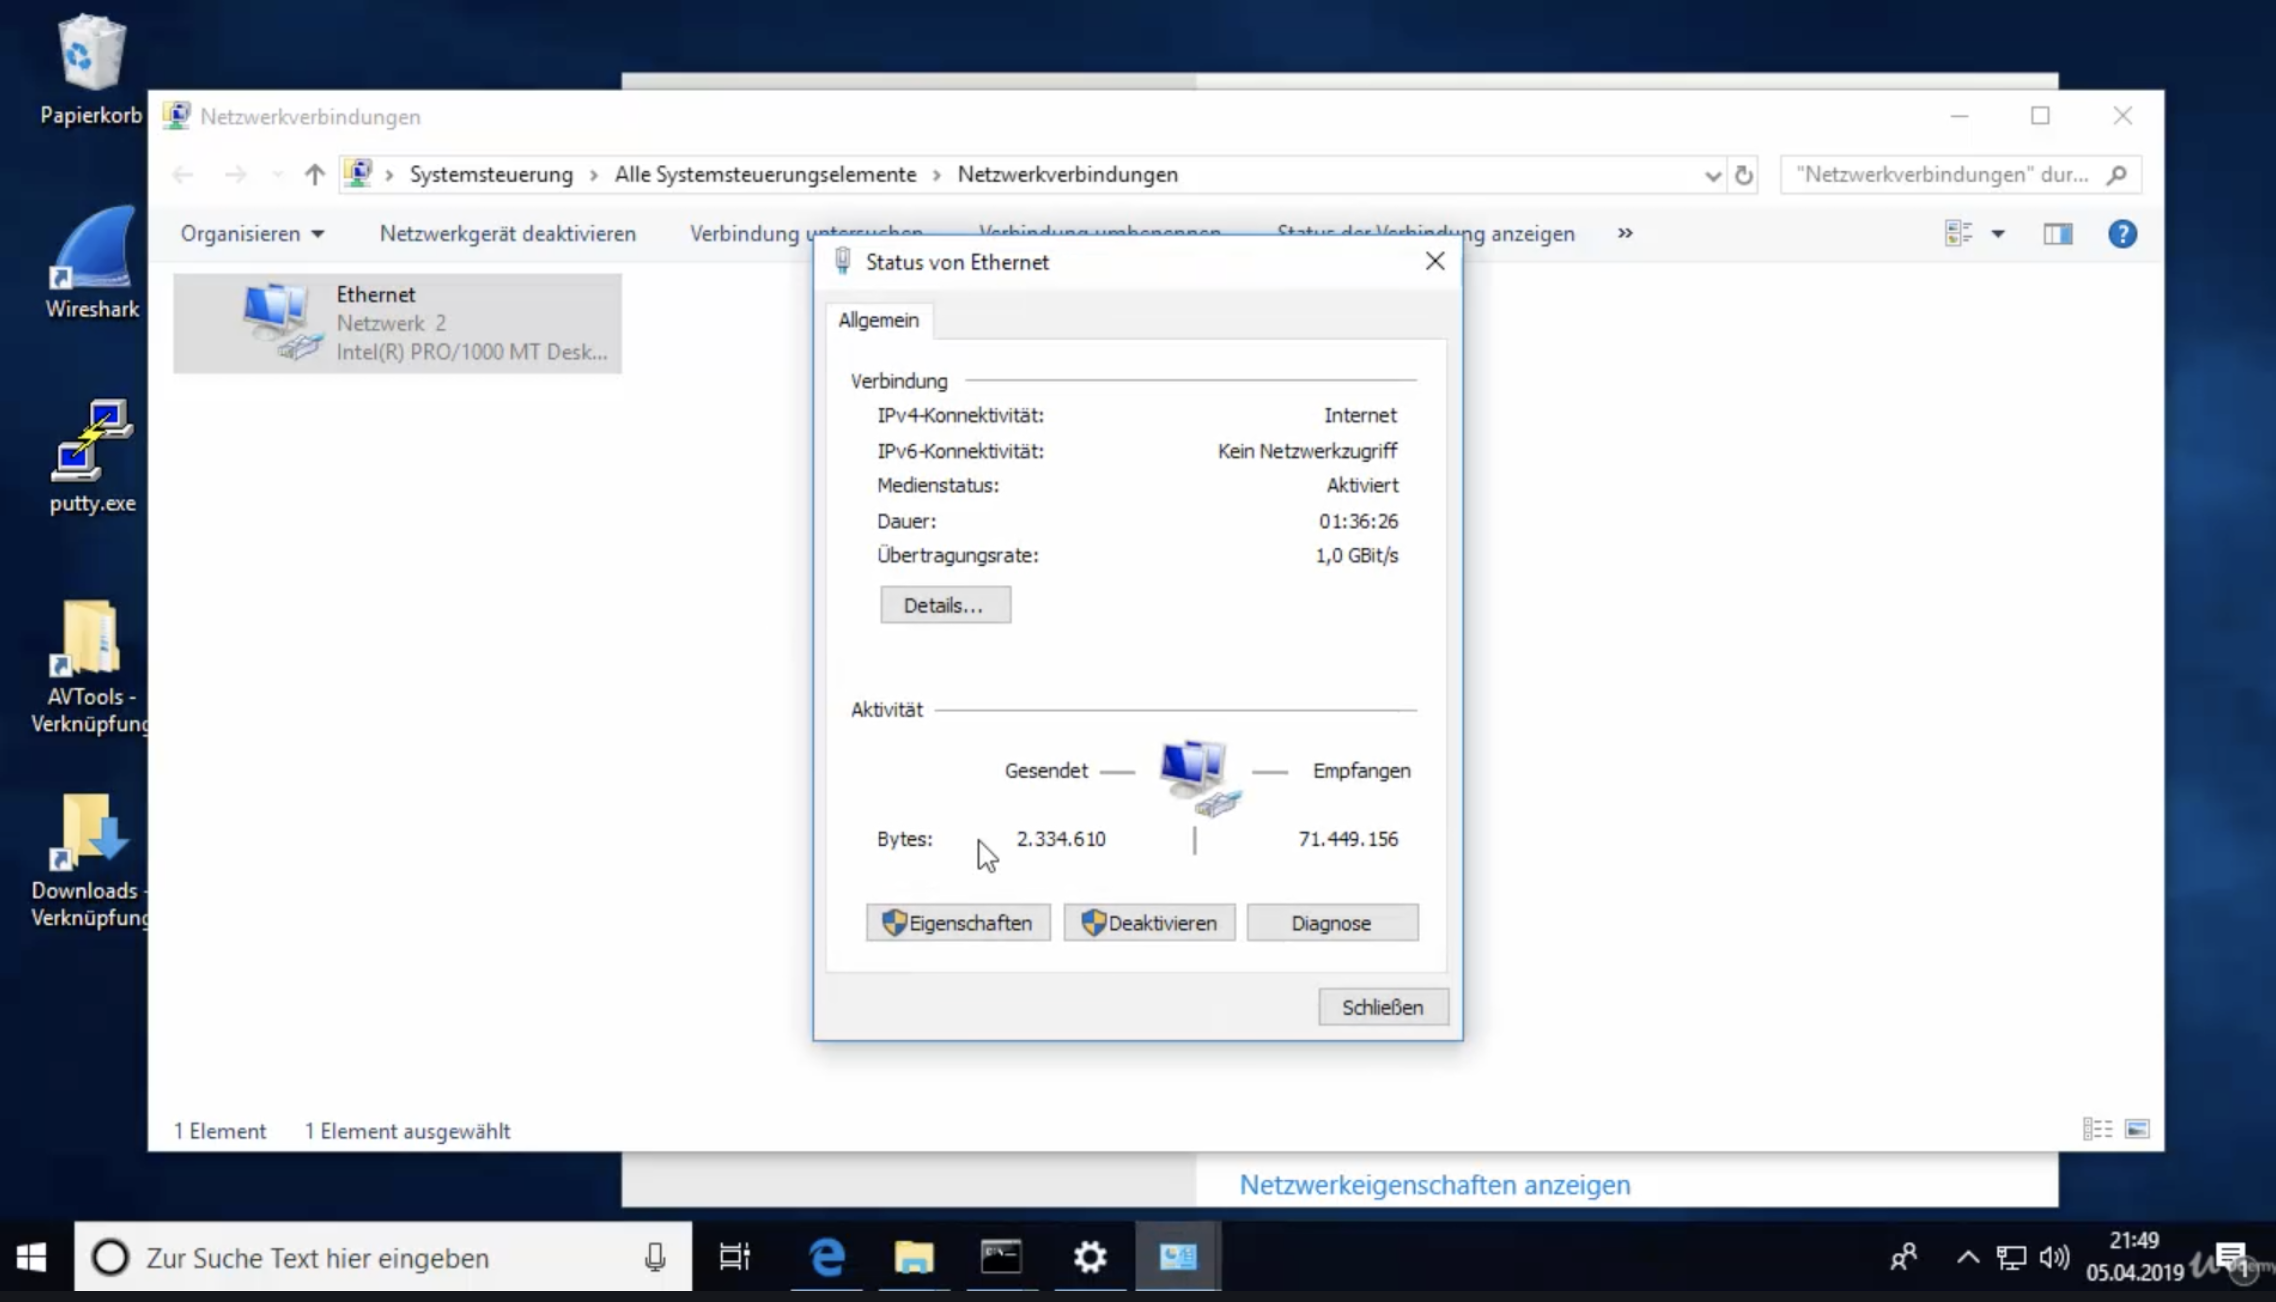 Papierkorb
Wireshark
putty.exe
AVTools -
Verknüpfung
Downloads -
Verknüpfung
Netzwerkverbindungen
Systemsteuerung › Alle Systemsteuerungselemente › Netzwerkverbindungen
"Netzwerkverbindungen" dur...
Organisieren Netzwerkgerät deaktivieren Verbindung untersuchen Verbindung umbenennen Status der Verbindung anzeigen »
Ethernet
Netzwerk 2
Intel(R) PRO/1000 MT Desk...
Status von Ethernet
Allgemein
Verbindung
IPv4-Konnektivität: Internet
IPv6-Konnektivität: Kein Netzwerkzugriff
Medienstatus: Aktiviert
Dauer: 01:36:26
Übertragungsrate: 1,0 GBit/s
Details...
Aktivität
Gesendet — Empfangen
Bytes: 2.334.610 71.449.156
Eigenschaften Deaktivieren Diagnose
Schließen
1 Element 1 Element ausgewählt
Netzwerkeigenschaften anzeigen
Zur Suche Text hier eingeben
21:49
05.04.2019
1